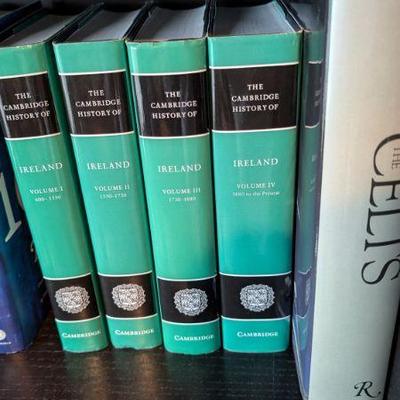 THE
CAMBRIDGE
HISTORY OF
IRELAND
VOLUME I
600–1550
CAMBRIDGE
THE
CAMBRIDGE
HISTORY OF
IRELAND
VOLUME II
1550–1730
CAMBRIDGE
THE
CAMBRIDGE
HISTORY OF
IRELAND
VOLUME III
1730–1880
CAMBRIDGE
THE
CAMBRIDGE
HISTORY OF
IRELAND
VOLUME IV
1880 to the Present
CAMBRIDGE
THE
CELTS
R